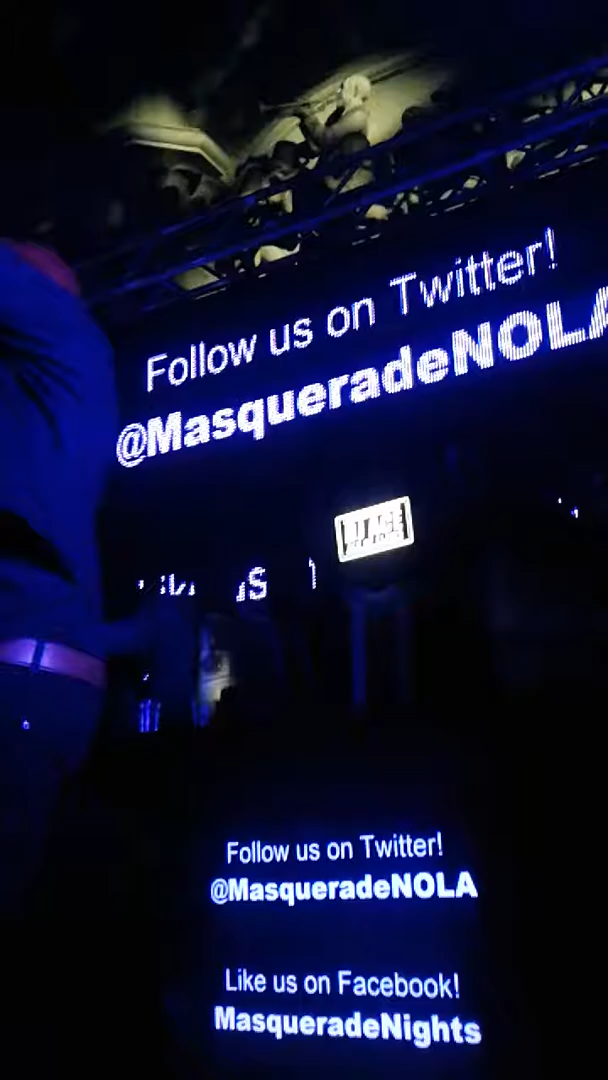 Follow us on Twitter!
@MasqueradeNOLA
Follow us on Twitter!
@MasqueradeNOLA
Like us on Facebook!
MasqueradeNights